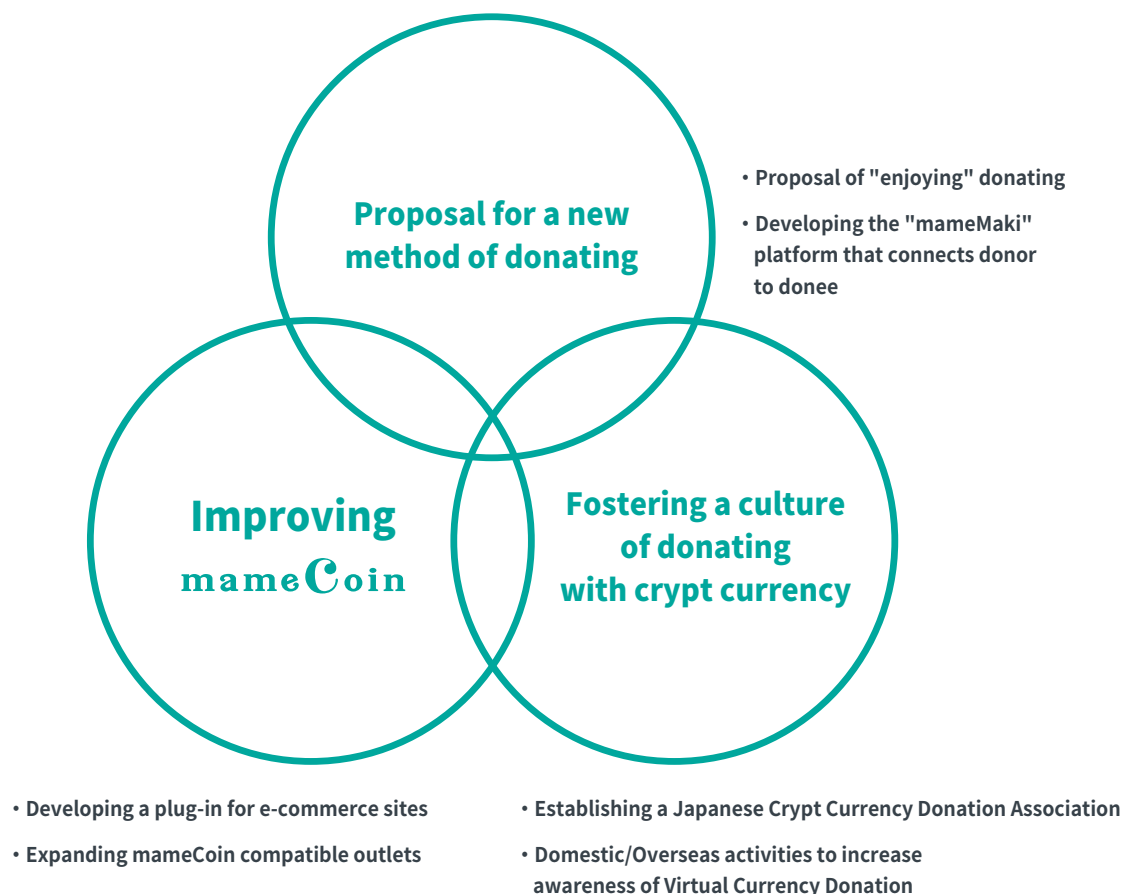 Proposal for a new
method of donating
・Proposal of "enjoying" donating
・Developing the "mameMaki"
platform that connects donor
to donee
Improving
mameCoin
Fostering a culture
of donating
with crypt currency
・Developing a plug-in for e-commerce sites
・Expanding mameCoin compatible outlets
・Establishing a Japanese Crypt Currency Donation Association
・Domestic/Overseas activities to increase
awareness of Virtual Currency Donation